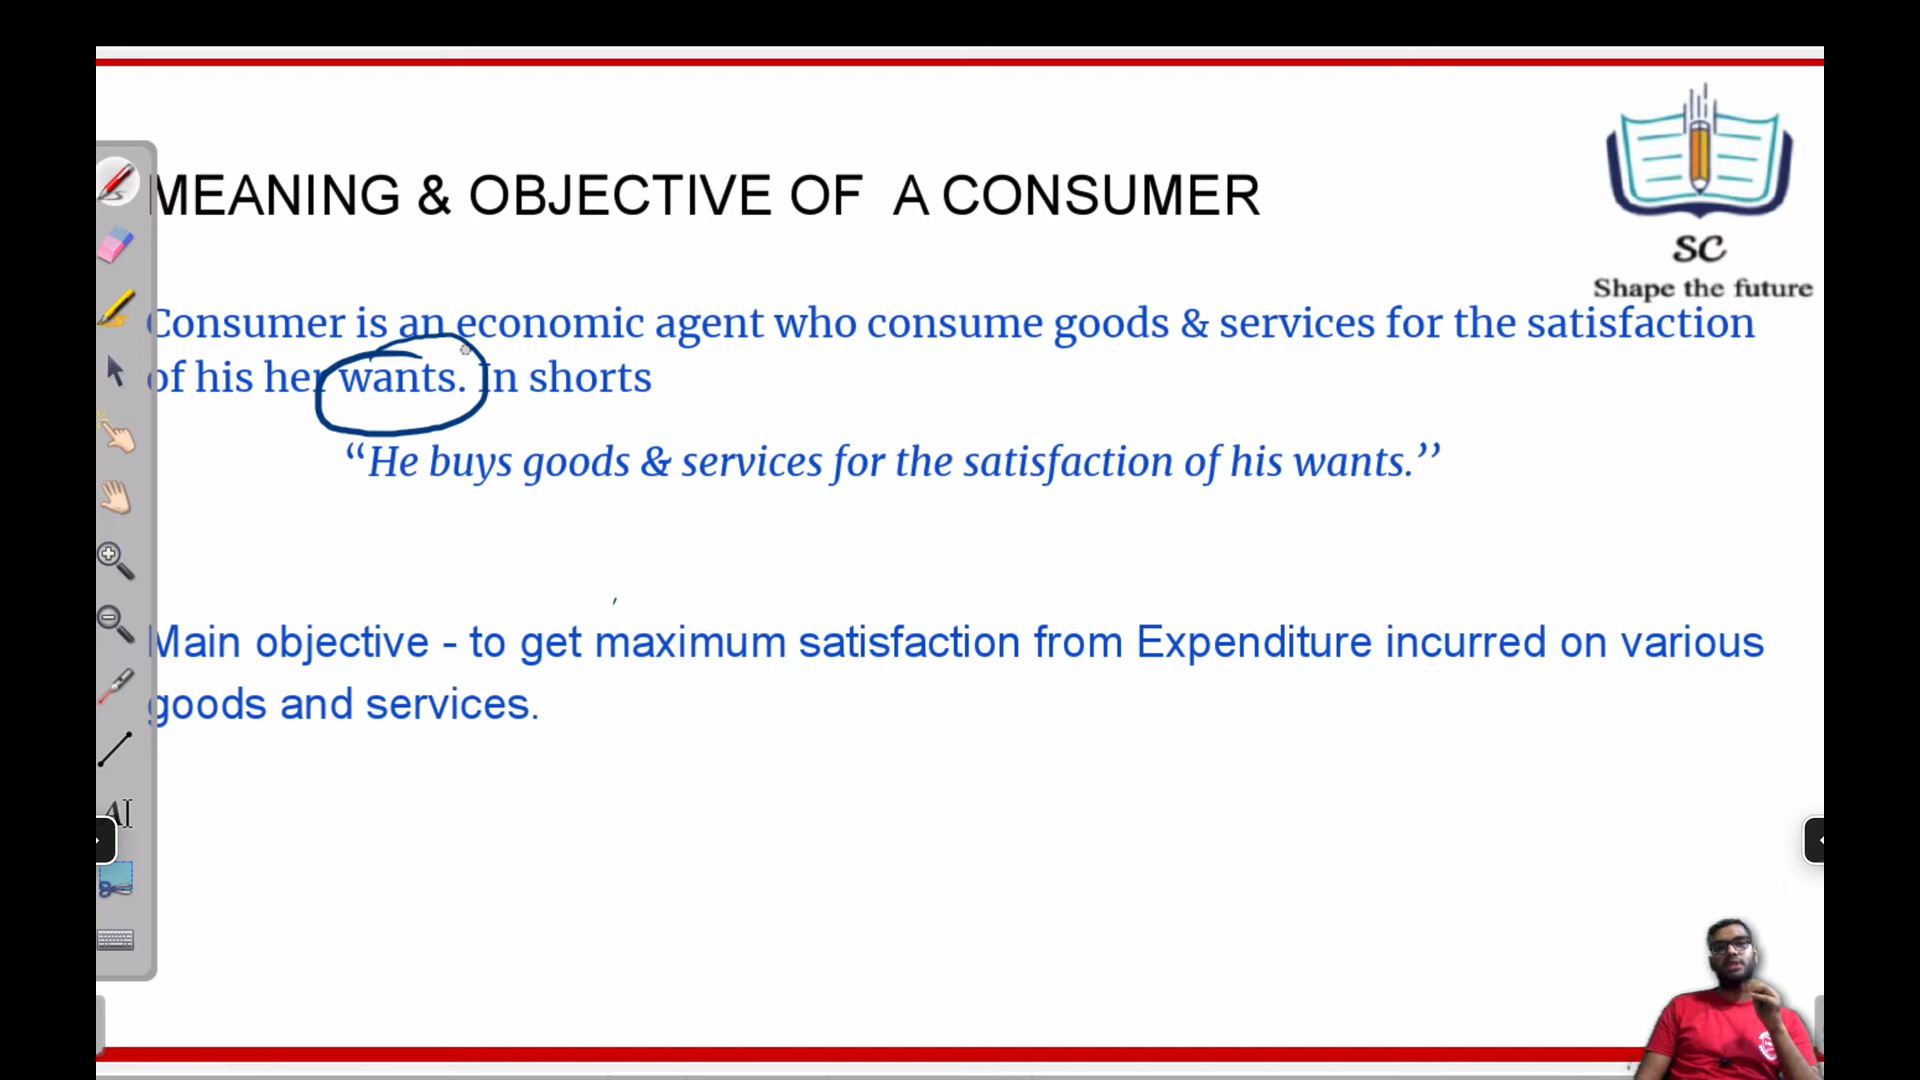 MEANING & OBJECTIVE OF A CONSUMER
SC
Shape the future
Consumer is an economic agent who consume goods & services for the satisfaction
of his her wants. In shorts
“He buys goods & services for the satisfaction of his wants.’’
Main objective - to get maximum satisfaction from Expenditure incurred on various
goods and services.